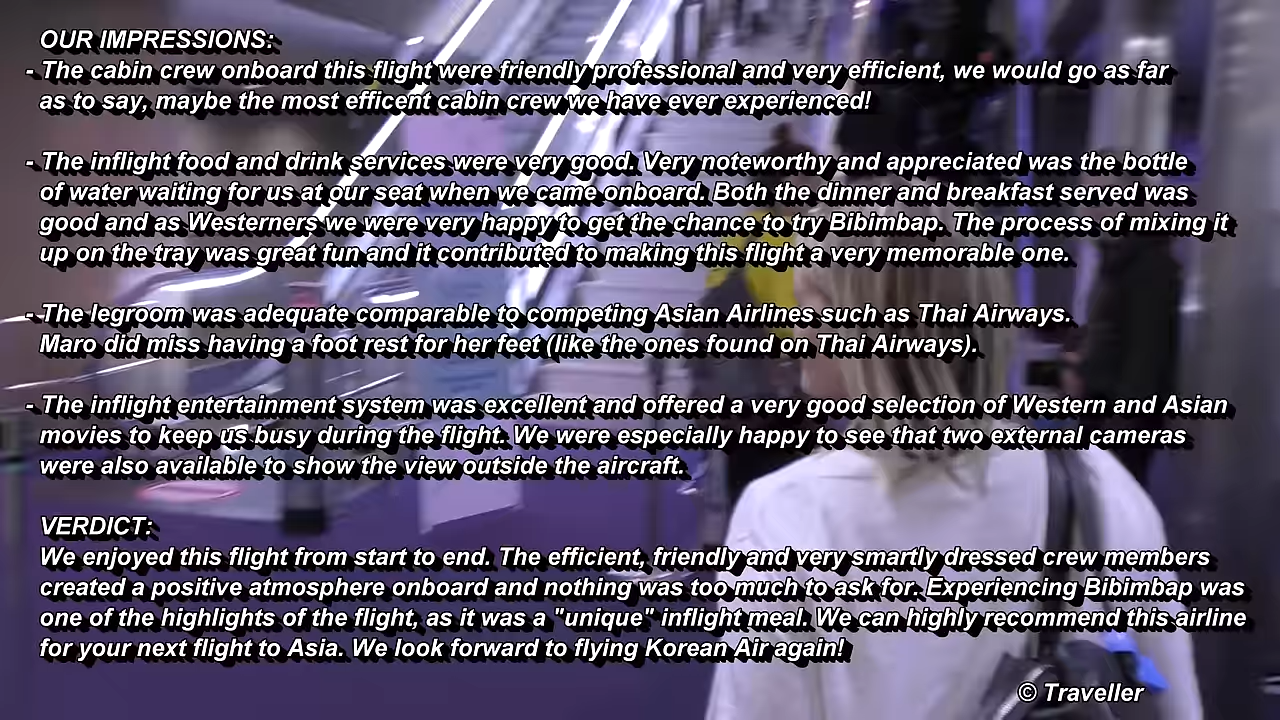 OUR IMPRESSIONS:
- The cabin crew onboard this flight were friendly professional and very efficient, we would go as far
as to say, maybe the most efficent cabin crew we have ever experienced!
- The inflight food and drink services were very good. Very noteworthy and appreciated was the bottle
of water waiting for us at our seat when we came onboard. Both the dinner and breakfast served was
good and as Westerners we were very happy to get the chance to try Bibimbap. The process of mixing it
up on the tray was great fun and it contributed to making this flight a very memorable one.
- The legroom was adequate comparable to competing Asian Airlines such as Thai Airways.
Maro did miss having a foot rest for her feet (like the ones found on Thai Airways).
- The inflight entertainment system was excellent and offered a very good selection of Western and Asian
movies to keep us busy during the flight. We were especially happy to see that two external cameras
were also available to show the view outside the aircraft.
VERDICT:
We enjoyed this flight from start to end. The efficient, friendly and very smartly dressed crew members
created a positive atmosphere onboard and nothing was too much to ask for. Experiencing Bibimbap was
one of the highlights of the flight, as it was a "unique" inflight meal. We can highly recommend this airline
for your next flight to Asia. We look forward to flying Korean Air again!
© Traveller